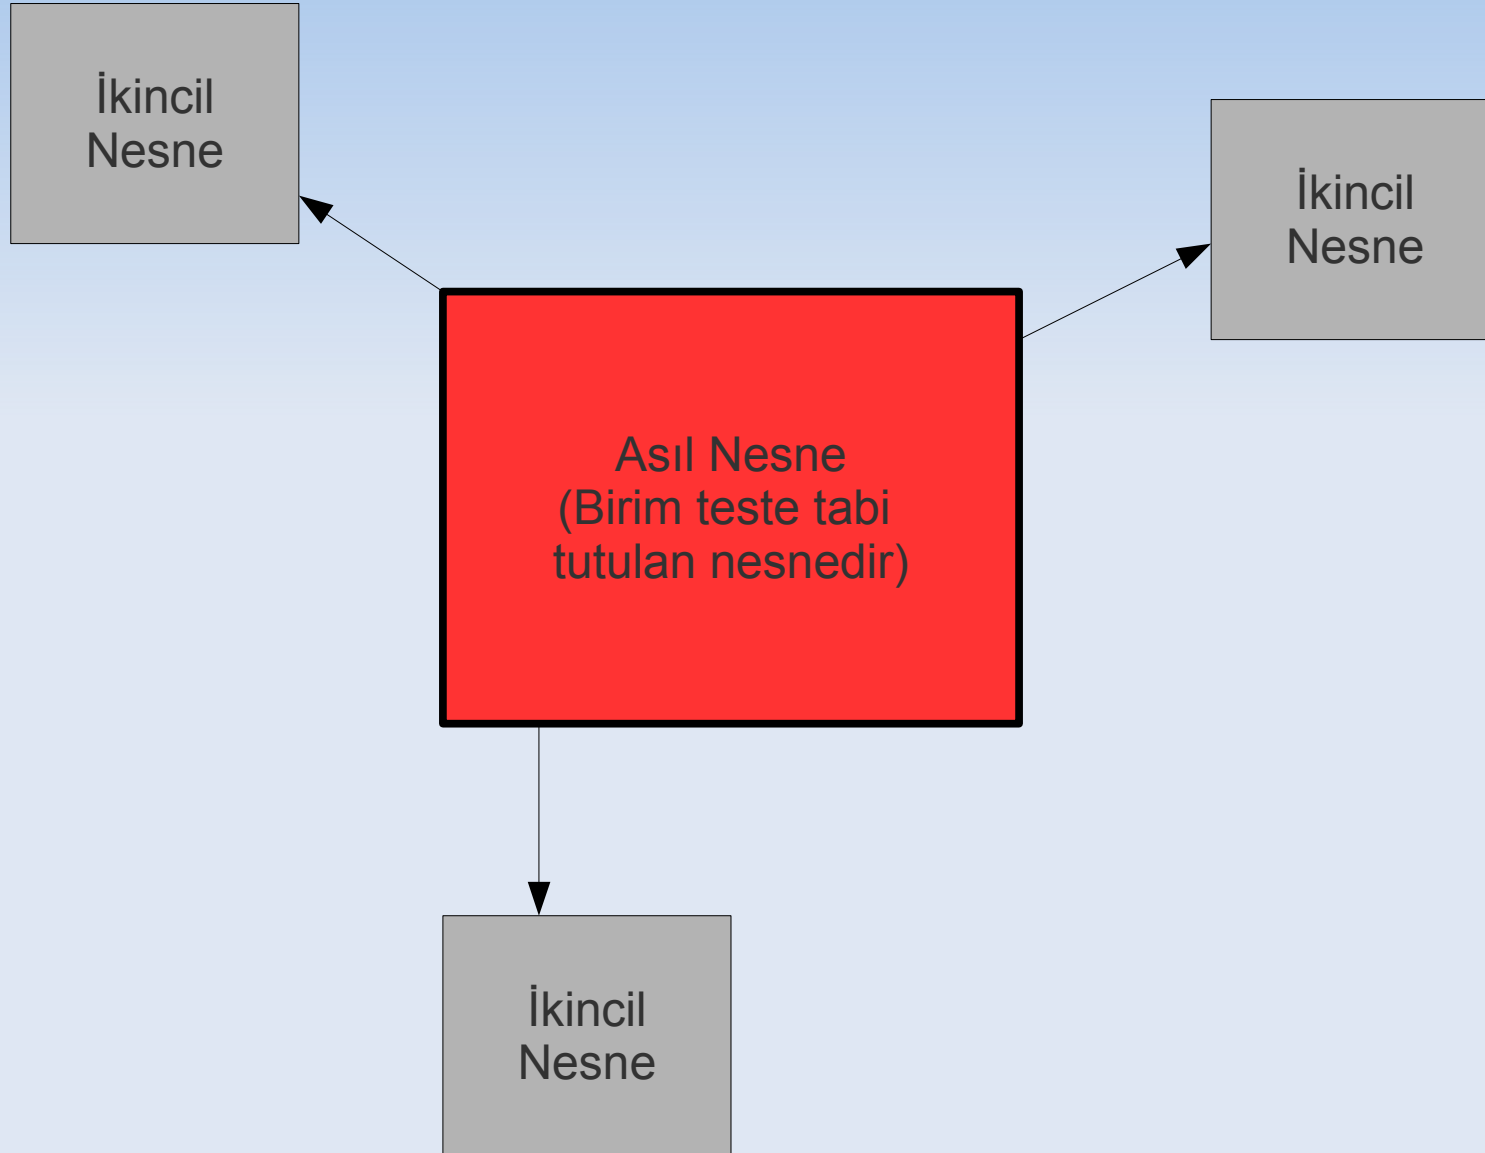 İkincil
Nesne
İkincil
Nesne
Asıl Nesne
(Birim teste tabi
tutulan nesnedir)
İkincil
Nesne